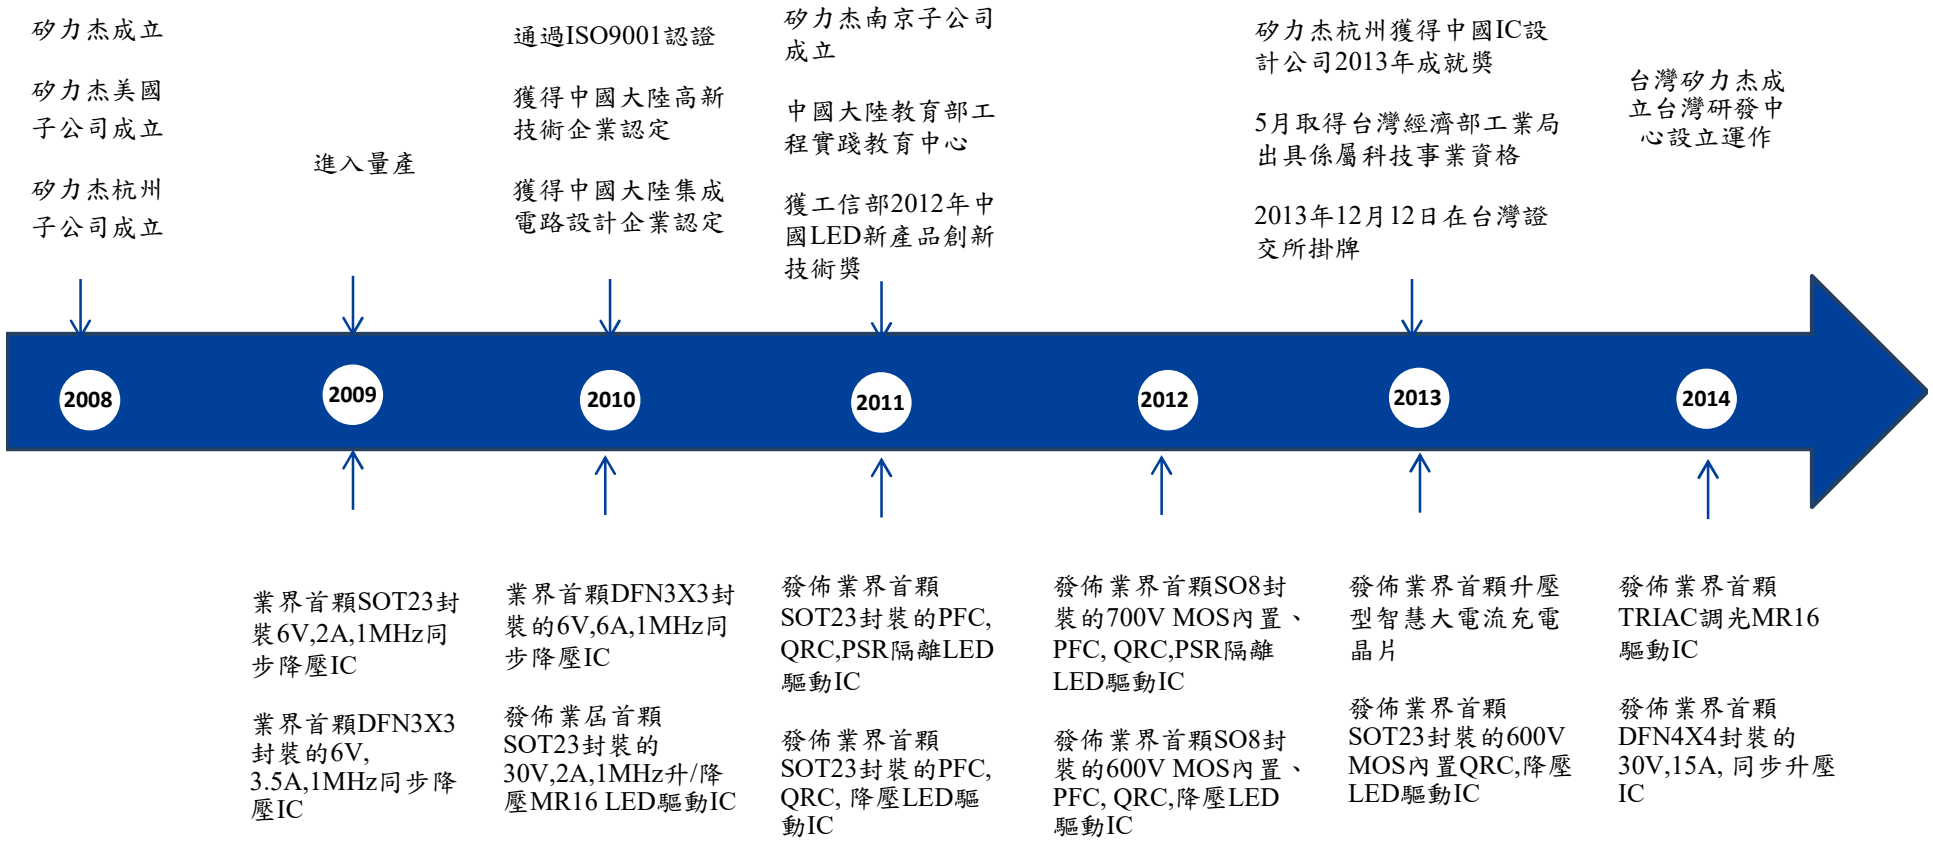 矽力杰成立
矽力杰美國
子公司成立
矽力杰杭州
子公司成立
進入量產
通過ISO9001認證
獲得中國大陸高新
技術企業認定
獲得中國大陸集成
電路設計企業認定
矽力杰南京子公司
成立
中國大陸教育部工
程實踐教育中心
獲工信部2012年中
國LED新產品創新
技術獎
矽力杰杭州獲得中國IC設
計公司2013年成就獎
5月取得台灣經濟部工業局
出具係屬科技事業資格
2013年12月12日在台灣證
交所掛牌
台灣矽力杰成
立台灣研發中
心設立運作
2008
2009
2010
2011
2012
2013
2014
業界首顆SOT23封
裝6V,2A,1MHz同
步降壓IC
業界首顆DFN3X3
封裝的6V,
3.5A,1MHz同步降
壓IC
業界首顆DFN3X3封
裝的6V,6A,1MHz同
步降壓IC
發佈業屆首顆
SOT23封裝的
30V,2A,1MHz升/降
壓MR16 LED驅動IC
發佈業界首顆
SOT23封裝的PFC,
QRC,PSR隔離LED
驅動IC
發佈業界首顆
SOT23封裝的PFC,
QRC, 降壓LED驅
動IC
發佈業界首顆SO8封
裝的700V MOS內置、
PFC, QRC,PSR隔離
LED驅動IC
發佈業界首顆SO8封
裝的600V MOS內置、
PFC, QRC,降壓LED
驅動IC
發佈業界首顆升壓
型智慧大電流充電
晶片
發佈業界首顆
SOT23封裝的600V
MOS內置QRC,降壓
LED驅動IC
發佈業界首顆
TRIAC調光MR16
驅動IC
發佈業界首顆
DFN4X4封裝的
30V,15A, 同步升壓
IC